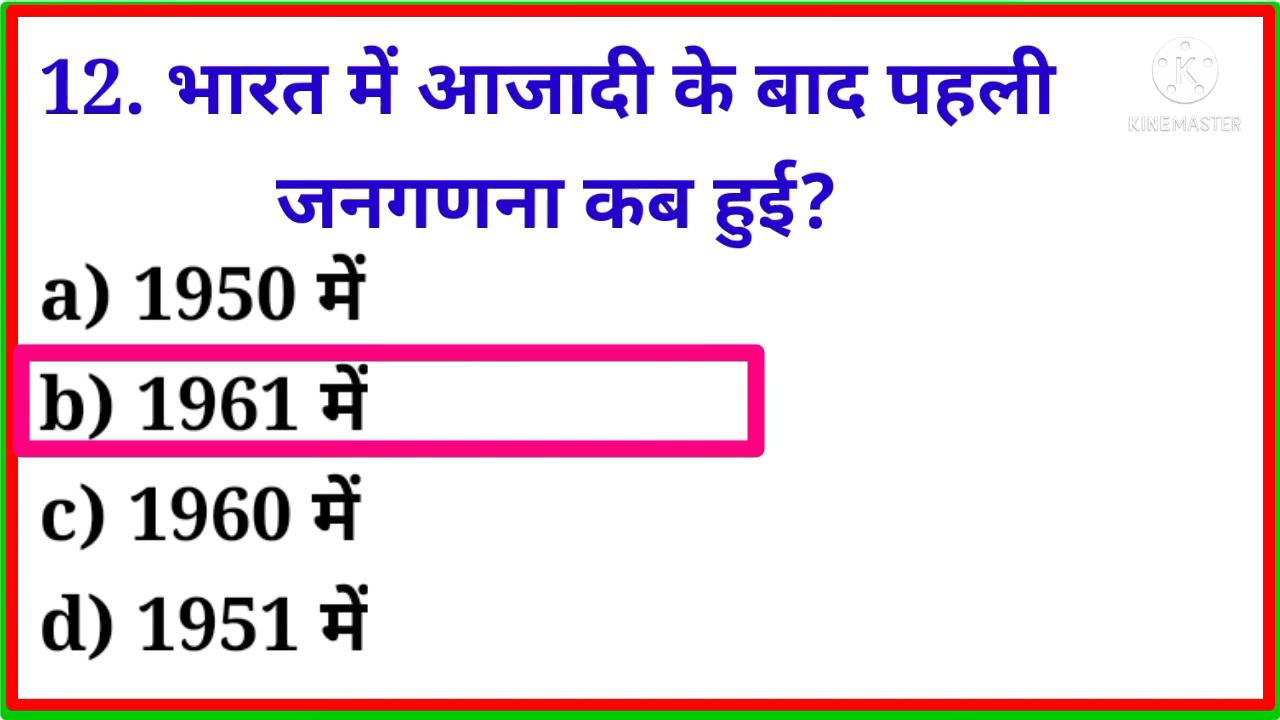 12. भारत में आजादी के बाद पहली
जनगणना कब हुई?
a) 1950 में
b) 1961 में
c) 1960 में
d) 1951 में
K
KINEMASTER